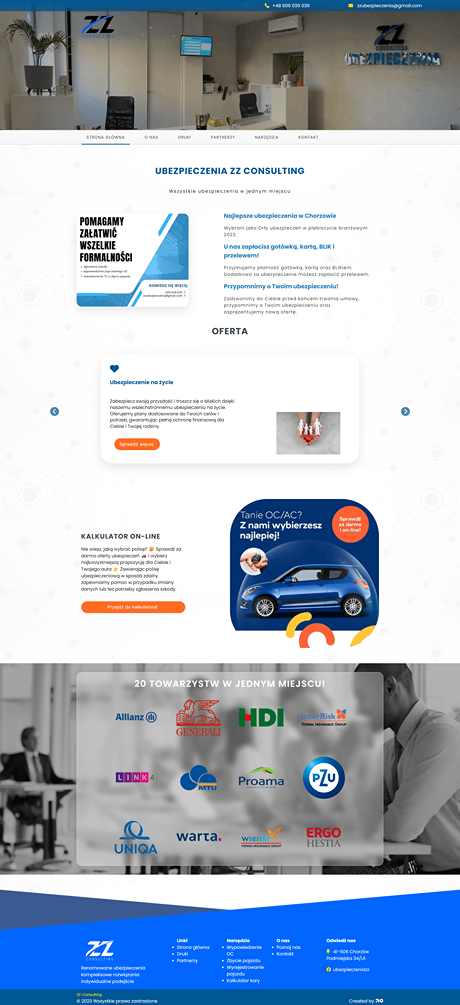 +48 509 039 039
zzubezpieczenia@gmail.com
ZZ
CONSULTING
ZZ
CONSULTING
UBEZPIECZENIA
STRONA GŁÓWNA
O NAS
DRUKI
PARTNERZY
NARZĘDZIA
KONTAKT
UBEZPIECZENIA ZZ CONSULTING
Wszystkie ubezpieczenia w jednym miejscu
POMAGAMY
ZAŁATWIĆ
WSZELKIE
FORMALNOŚCI
DOWIEDZ SIĘ WIĘCEJ
Najlepsze ubezpieczenia w Chorzowie
Wybrani jako Orły ubezpieczeń w plebiscycie branżowym
2022.
U nas zapłacisz gotówką, kartą, BLIK i
przelewem!
Przyjmujemy płatność gotówką, kartą oraz BLIKiem.
Dodatkowo za ubezpieczenie możesz zapłacić przelewem.
Przypomnimy o Twoim ubezpieczeniu!
Zadzwonimy do Ciebie przed końcem trwania umowy,
przypomnimy o Twoim ubezpieczeniu oraz
zaprezentujemy nową ofertę.
OFERTA
Ubezpieczenie na życie
Zabezpiecz swoją przyszłość i troszcz się o bliskich dzięki
naszemu wszechstronnemu ubezpieczeniu na życie.
Oferujemy plany dostosowane do Twoich celów i
potrzeb, gwarantując pełną ochronę finansową dla
Ciebie i Twojej rodziny.
Sprawdź więcej
Tanie OC/AC?
Z nami wybierzesz
najlepiej!
Sprawdź
za darmo
i on-line!
KALKULATOR ON-LINE
Nie wiesz, jaką wybrać polisę? Sprawdź za
darmo oferty ubezpieczeń i wybierz
najkorzystniejszą propozycję dla Ciebie i
Twojego auta Zawierając polisę
ubezpieczeniową w sposób zdalny
zapewniamy pomoc w przypadku zmiany
danych lub też potrzeby zgłoszenia szkody.
Przejdź do kalkulatora!
20 TOWARZYSTW W JEDNYM MIEJSCU!
Allianz
GENERALI
HDI
InterRisk
VIENNA INSURANCE GROUP
LINK4
MTU
Proama
PZU
UNIQA
warta.
wiener
VIENNA INSURANCE GROUP
ERGO
HESTIA
ZZ
CONSULTING
Renomowane ubezpieczenia
kompleksowe rozwiązania
indywidualne podejście
Linki
Strona główna
Druki
Partnerzy
Narzędzia
Wypowiedzenie
OC
Zbycie pojazdu
Wyrejestrowanie
pojazdu
Kalkulator kary
O nas
Poznaj nas
Kontakt
Odwiedź nas
41-506 Chorzów
Podmiejska 34/U1
ubezpieczeniazz
ZZ-Consulting
© 2023 Wszystkie prawa zastrzeżone
Created by